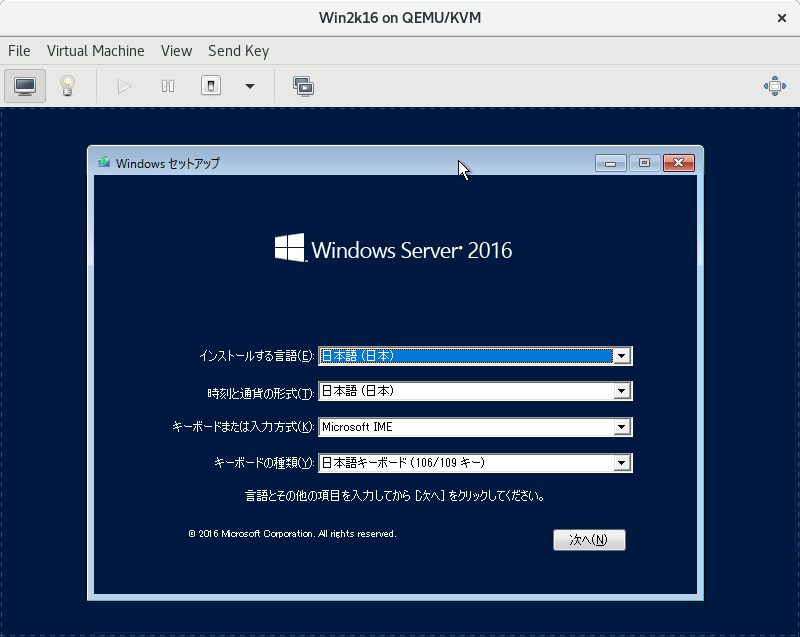 Win2k16 on QEMU/KVM
File Virtual Machine View Send Key
Windows セットアップ
Windows Server 2016
インストールする言語(E): 日本語 (日本)
時刻と通貨の形式(T): 日本語 (日本)
キーボードまたは入力方式(K): Microsoft IME
キーボードの種類(Y): 日本語キーボード (106/109 キー)
言語とその他の項目を入力してから [次へ] をクリックしてください。
© 2016 Microsoft Corporation. All rights reserved.
次へ(N)